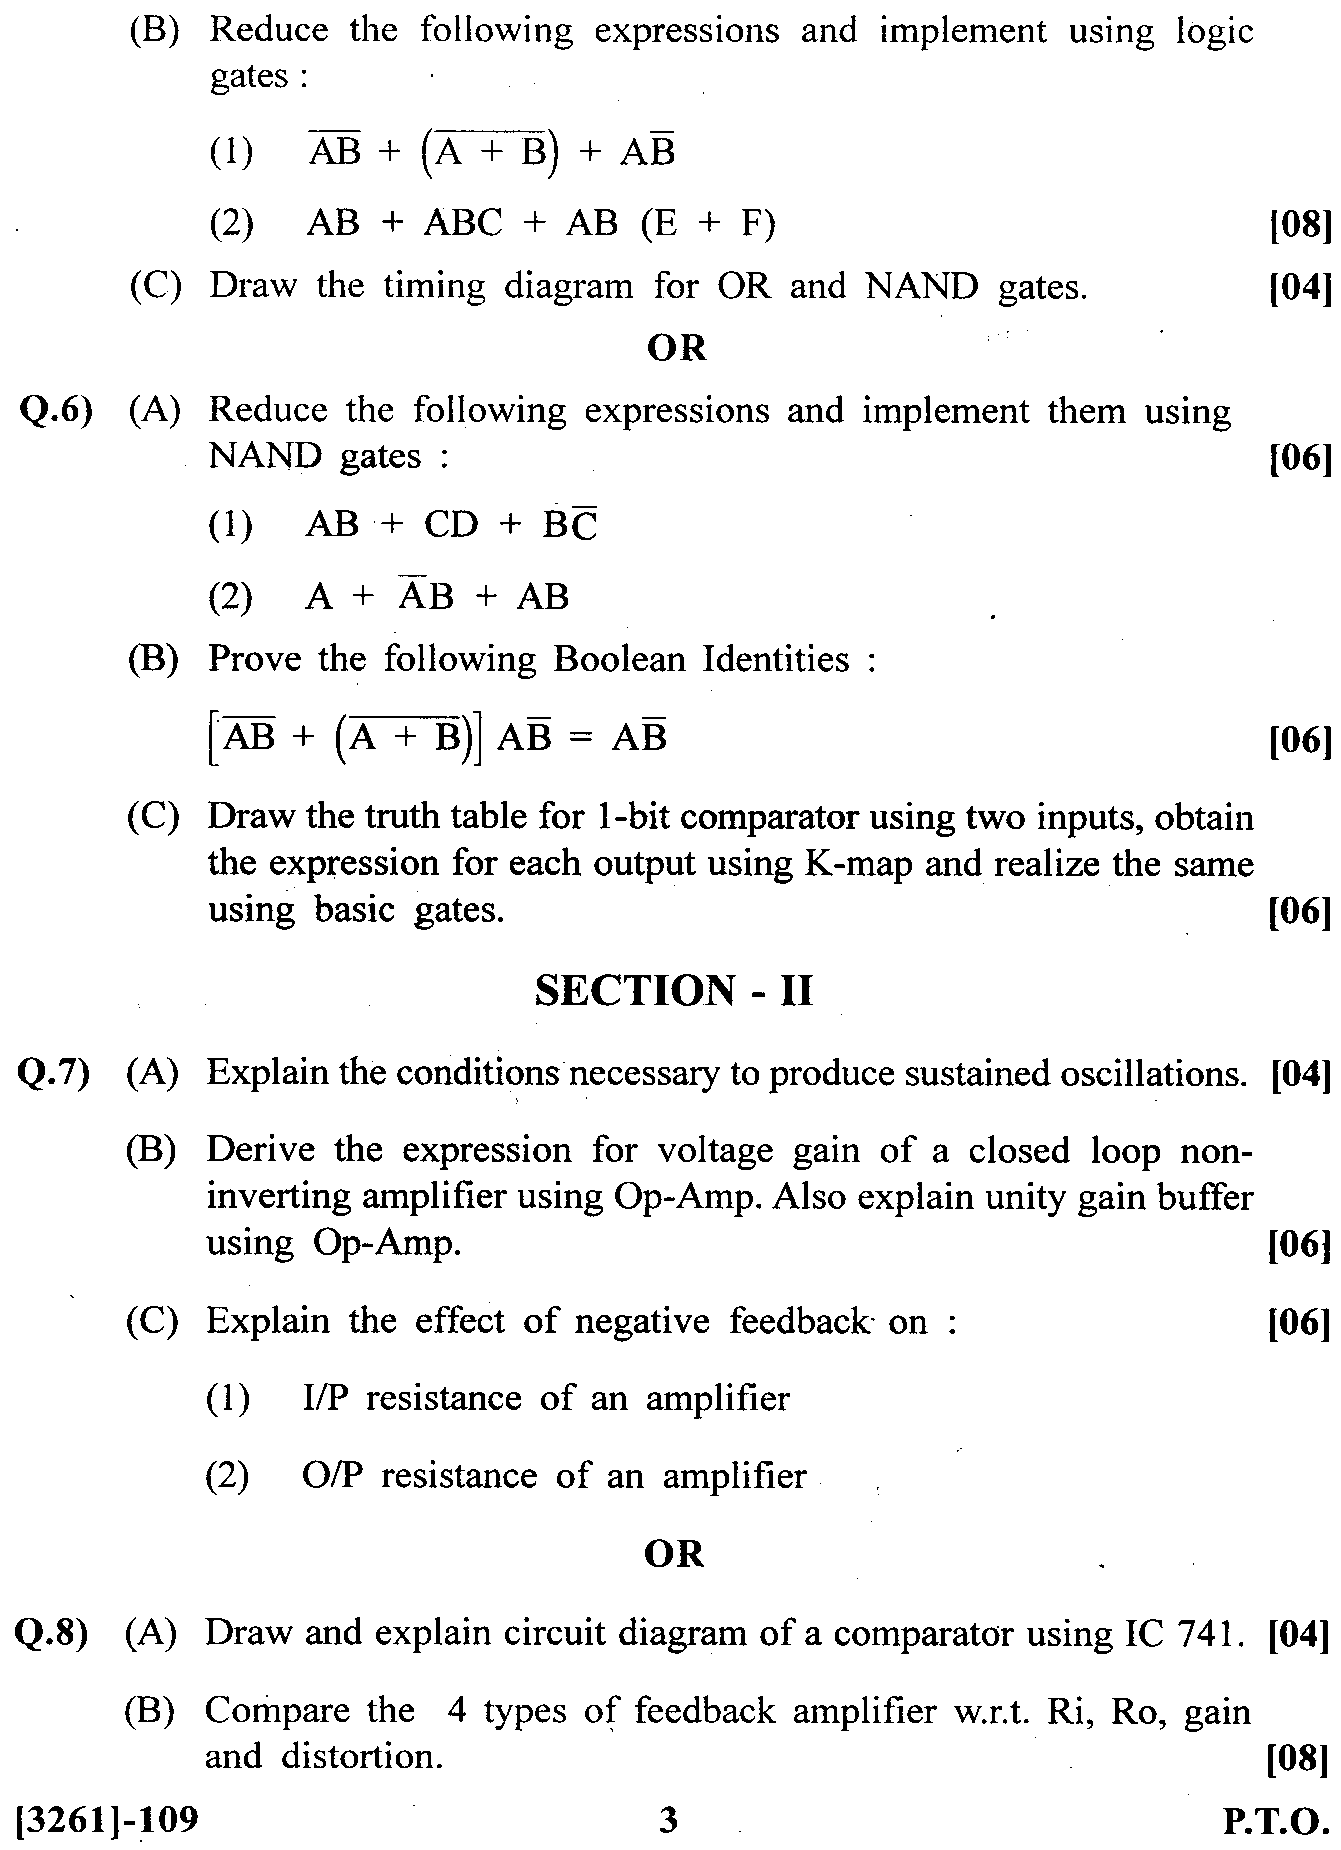 (B) Reduce the following expressions and implement using logic
gates :
(1) A̅B̅ + (A̅ ̅+̅ ̅B̅) + AB̅
(2) AB + ABC + AB (E + F) [08]
(C) Draw the timing diagram for OR and NAND gates. [04]
OR
Q.6) (A) Reduce the following expressions and implement them using
NAND gates : [06]
(1) AB + CD + BC̅
(2) A + A̅B + AB
(B) Prove the following Boolean Identities :
[A̅B̅ + (A̅ ̅+̅ ̅B̅)] AB̅ = AB̅ [06]
(C) Draw the truth table for 1-bit comparator using two inputs, obtain
the expression for each output using K-map and realize the same
using basic gates. [06]
SECTION - II
Q.7) (A) Explain the conditions necessary to produce sustained oscillations. [04]
(B) Derive the expression for voltage gain of a closed loop non-
inverting amplifier using Op-Amp. Also explain unity gain buffer
using Op-Amp. [06]
(C) Explain the effect of negative feedback on : [06]
(1) I/P resistance of an amplifier
(2) O/P resistance of an amplifier
OR
Q.8) (A) Draw and explain circuit diagram of a comparator using IC 741. [04]
(B) Compare the 4 types of feedback amplifier w.r.t. Ri, Ro, gain
and distortion. [08]
[3261]-109 3 P.T.O.